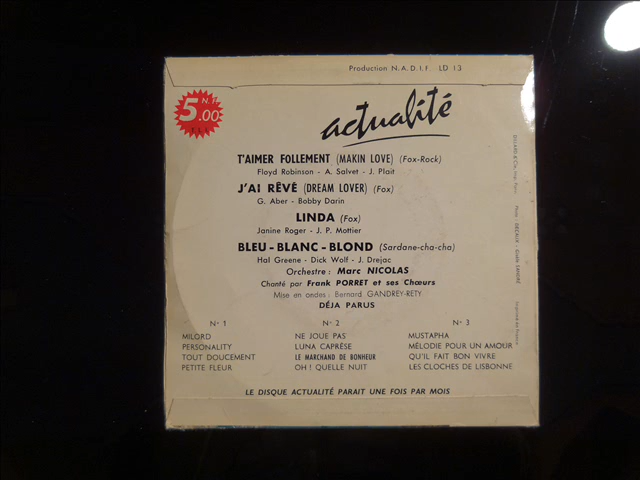 Production N.A.D.I.F LD 13
5 N.F.
.00
T.L.I.
actualité
T'AIMER FOLLEMENT (MAKIN LOVE) (Fox-Rock)
Floyd Robinson - A. Salvet - J. Plait
J'AI RÊVÊ (DREAM LOVER) (Fox)
G. Aber - Bobby Darin
LINDA (Fox)
Janine Roger - J. P. Mottier
BLEU - BLANC - BLOND (Sardane-cha-cha)
Hal Greene - Dick Wolf - J. Drejac
Orchestre : Marc NICOLAS
Chanté par Frank PORRET et ses Chœurs
Mise en ondes : Bernard GANDREY-RETY
DÉJA PARUS
N° 1 N° 2 N° 3
MILORD NE JOUE PAS MUSTAPHA
PERSONALITY LUNA CAPRÈSE MÉLODIE POUR UN AMOUR
TOUT DOUCEMENT LE MARCHAND DE BONHEUR QU'IL FAIT BON VIVRE
PETITE FLEUR OH ! QUELLE NUIT LES CLOCHES DE LISBONNE
LE DISQUE ACTUALITÉ PARAIT UNE FOIS PAR MOIS
Imprimé en France